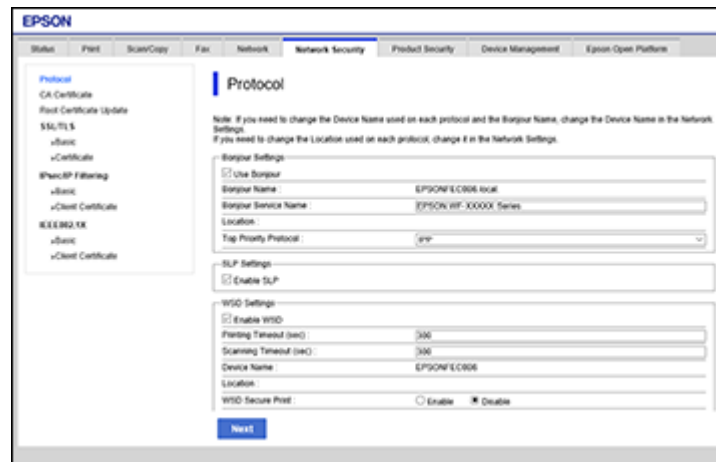 EPSON
Status Print Scan/Copy Fax Network Network Security Product Security Device Management Epson Open Platform
Protocol
CA Certificate
Root Certificate Update
SSL/TLS
»Basic
»Certificate
IPsec/IP Filtering
»Basic
»Client Certificate
IEEE802.1X
»Basic
»Client Certificate
Protocol
Note: If you need to change the Device Name used on each protocol and the Bonjour Name, change the Device Name in the Network
Settings.
If you need to change the Location used on each protocol, change it in the Network Settings.
Bonjour Settings
Use Bonjour
Bonjour Name : EPSONFEC806.local
Bonjour Service Name : EPSON WF-XXXXX Series
Location :
Top Priority Protocol : IPP
SLP Settings
Enable SLP
WSD Settings
Enable WSD
Printing Timeout (sec) : 300
Scanning Timeout (sec) : 300
Device Name : EPSONFEC806
Location :
WSD Secure Print : Enable Disable
Next